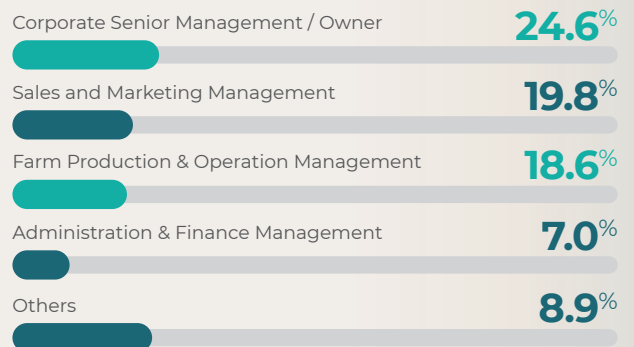 Corporate Senior Management / Owner 24.6%
Sales and Marketing Management 19.8%
Farm Production & Operation Management 18.6%
Administration & Finance Management 7.0%
Others 8.9%